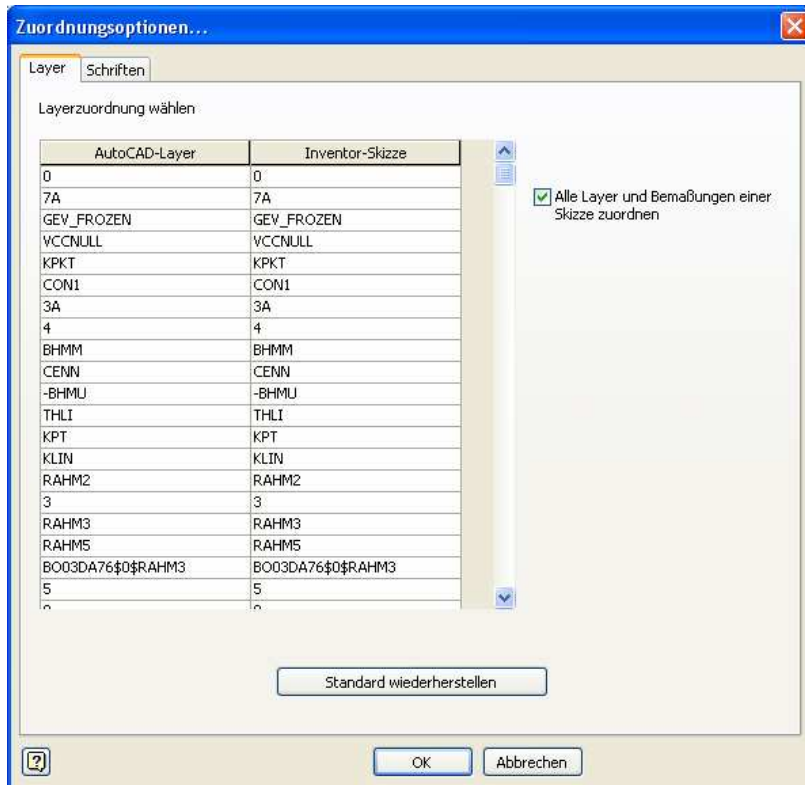 Zuordnungsoptionen...
Layer Schriften
Layerzuordnung wählen
AutoCAD-Layer Inventor-Skizze
0 0
7A 7A
GEV_FROZEN GEV_FROZEN
VCCNULL VCCNULL
KPKT KPKT
CON1 CON1
3A 3A
4 4
BHMM BHMM
CENN CENN
-BHMU -BHMU
THLI THLI
KPT KPT
KLIN KLIN
RAHM2 RAHM2
3 3
RAHM3 RAHM3
RAHM5 RAHM5
BO03DA76$0$RAHM3 BO03DA76$0$RAHM3
5 5
Alle Layer und Bemaßungen einer
Skizze zuordnen
Standard wiederherstellen
?
OK Abbrechen